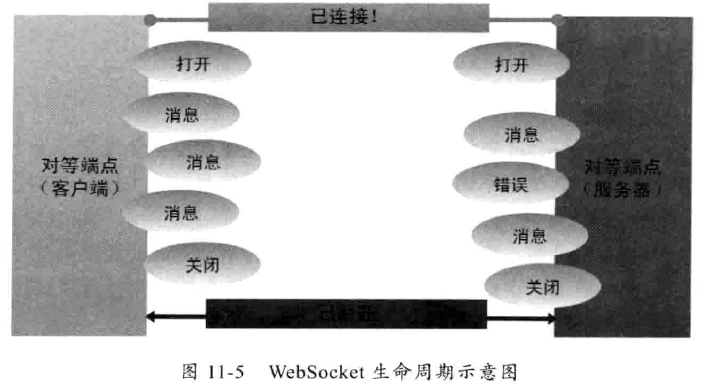 已连接!
打开
打开
消息
消息
对等端点
(客户端)
消息
错误
对等端点
(服务器)
消息
消息
关闭
关闭
图 11-5 WebSocket 生命周期示意图